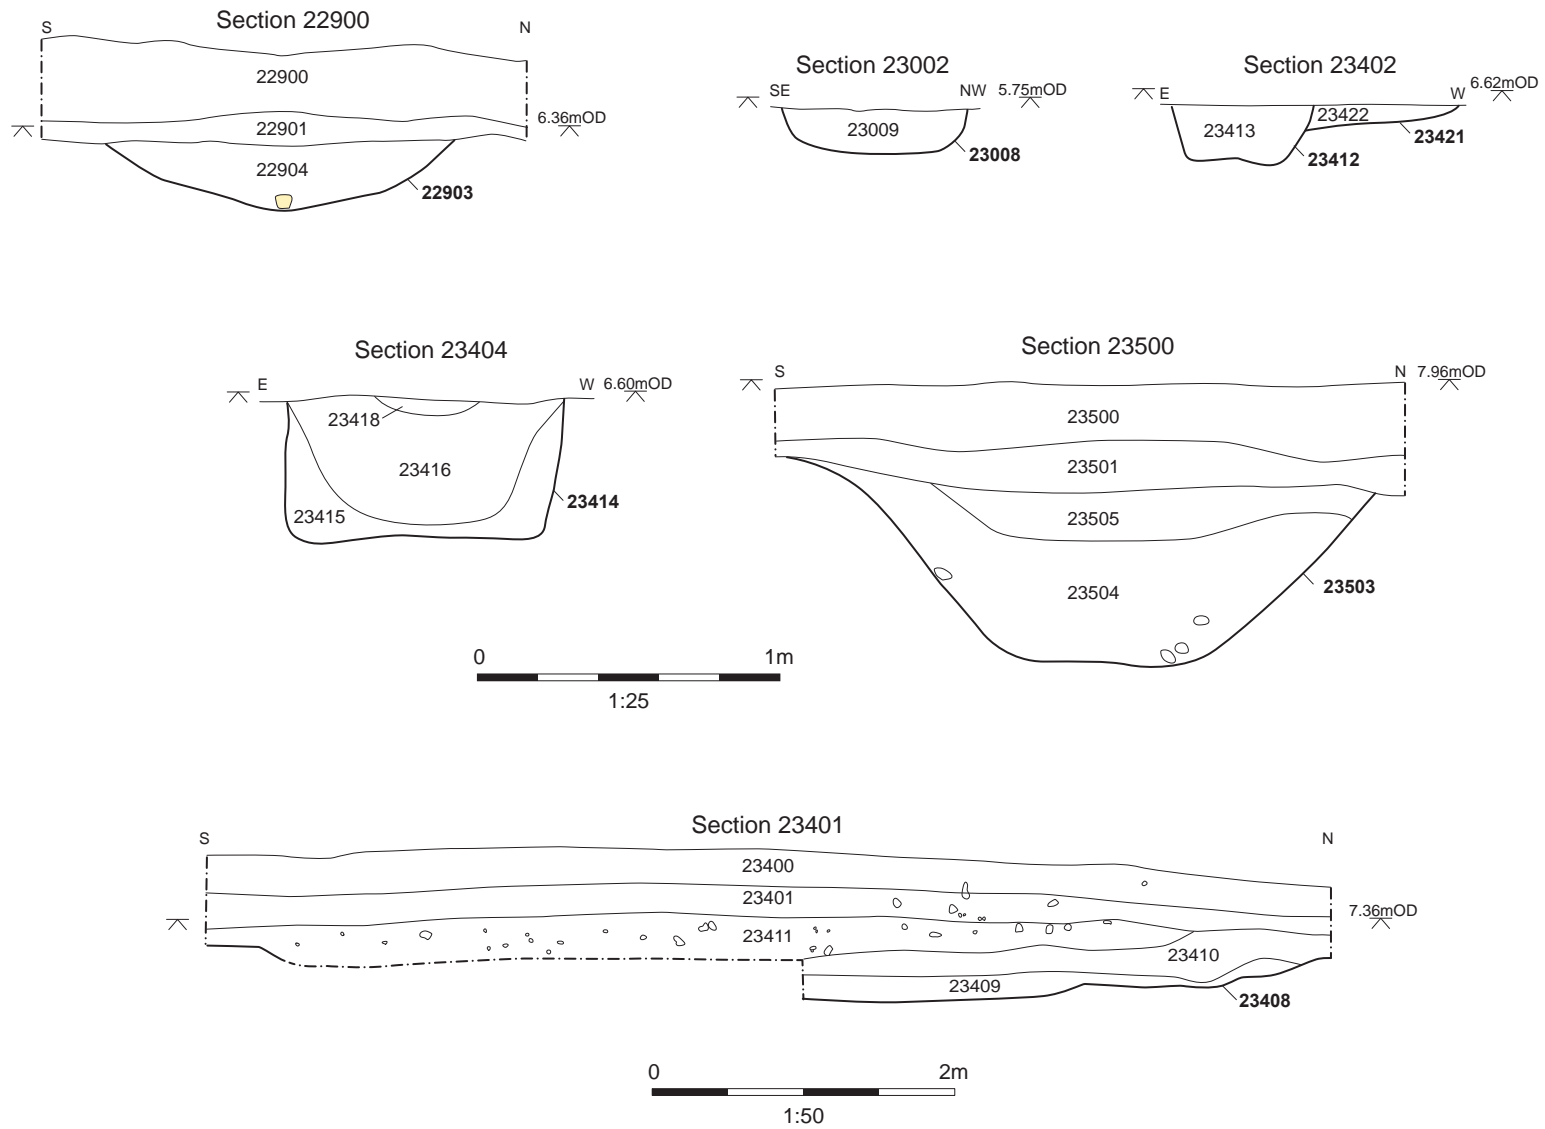 Section 22900
S N
22900
22901
6.36mOD
22904
22903
Section 23002
SE NW 5.75mOD
23009
23008
Section 23402
E W 6.62mOD
23413
23422
23421
23412
Section 23404
E W 6.60mOD
23418
23416
23415
23414
Section 23500
S N 7.96mOD
23500
23501
23505
23504
23503
0 1m
1:25
Section 23401
S N
23400
23401
7.36mOD
23411
23410
23409
23408
0 2m
1:50